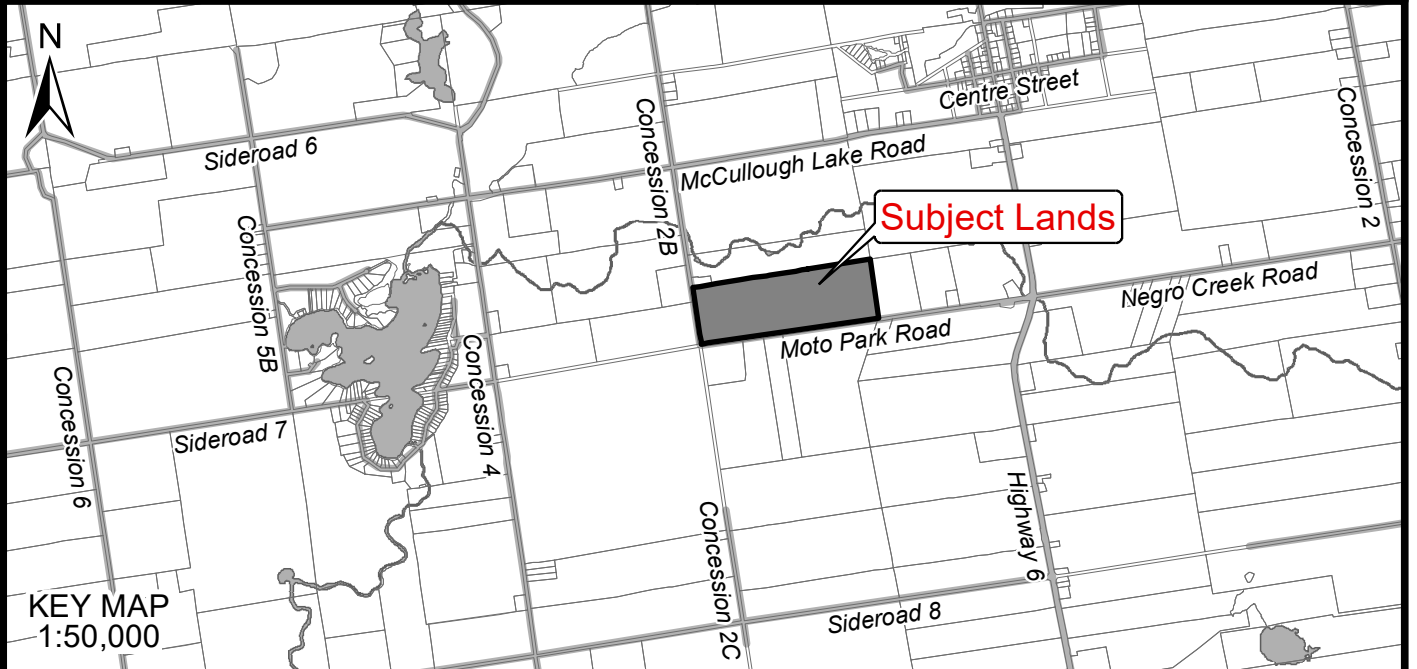 N
Centre Street
Concession 2B
Concession 2
Sideroad 6
McCullough Lake Road
Subject Lands
Concession 5B
Negro Creek Road
Moto Park Road
Concession 4
Concession 6
Sideroad 7
Highway 6
Concession 2C
KEY MAP
1:50,000
Sideroad 8